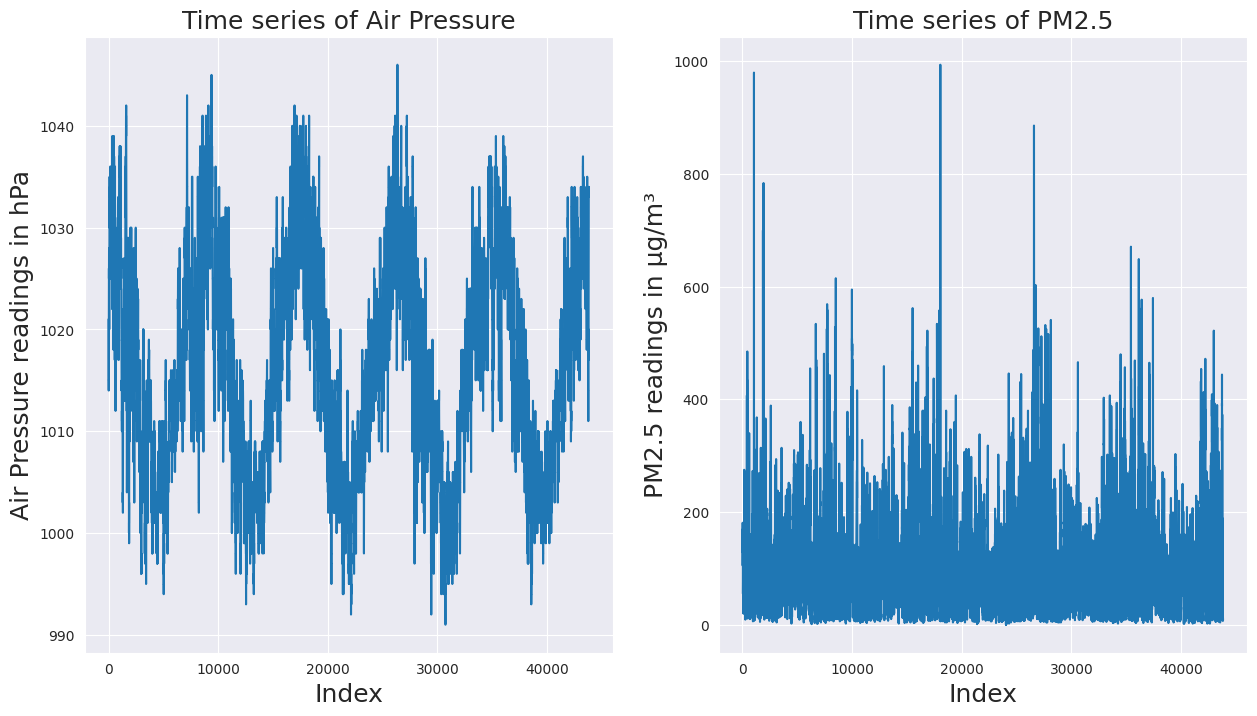 Time series of Air Pressure
Air Pressure readings in hPa
1040
1030
1020
1010
1000
990
0 10000 20000 30000 40000
Index
Time series of PM2.5
PM2.5 readings in µg/m³
1000
800
600
400
200
0
0 10000 20000 30000 40000
Index